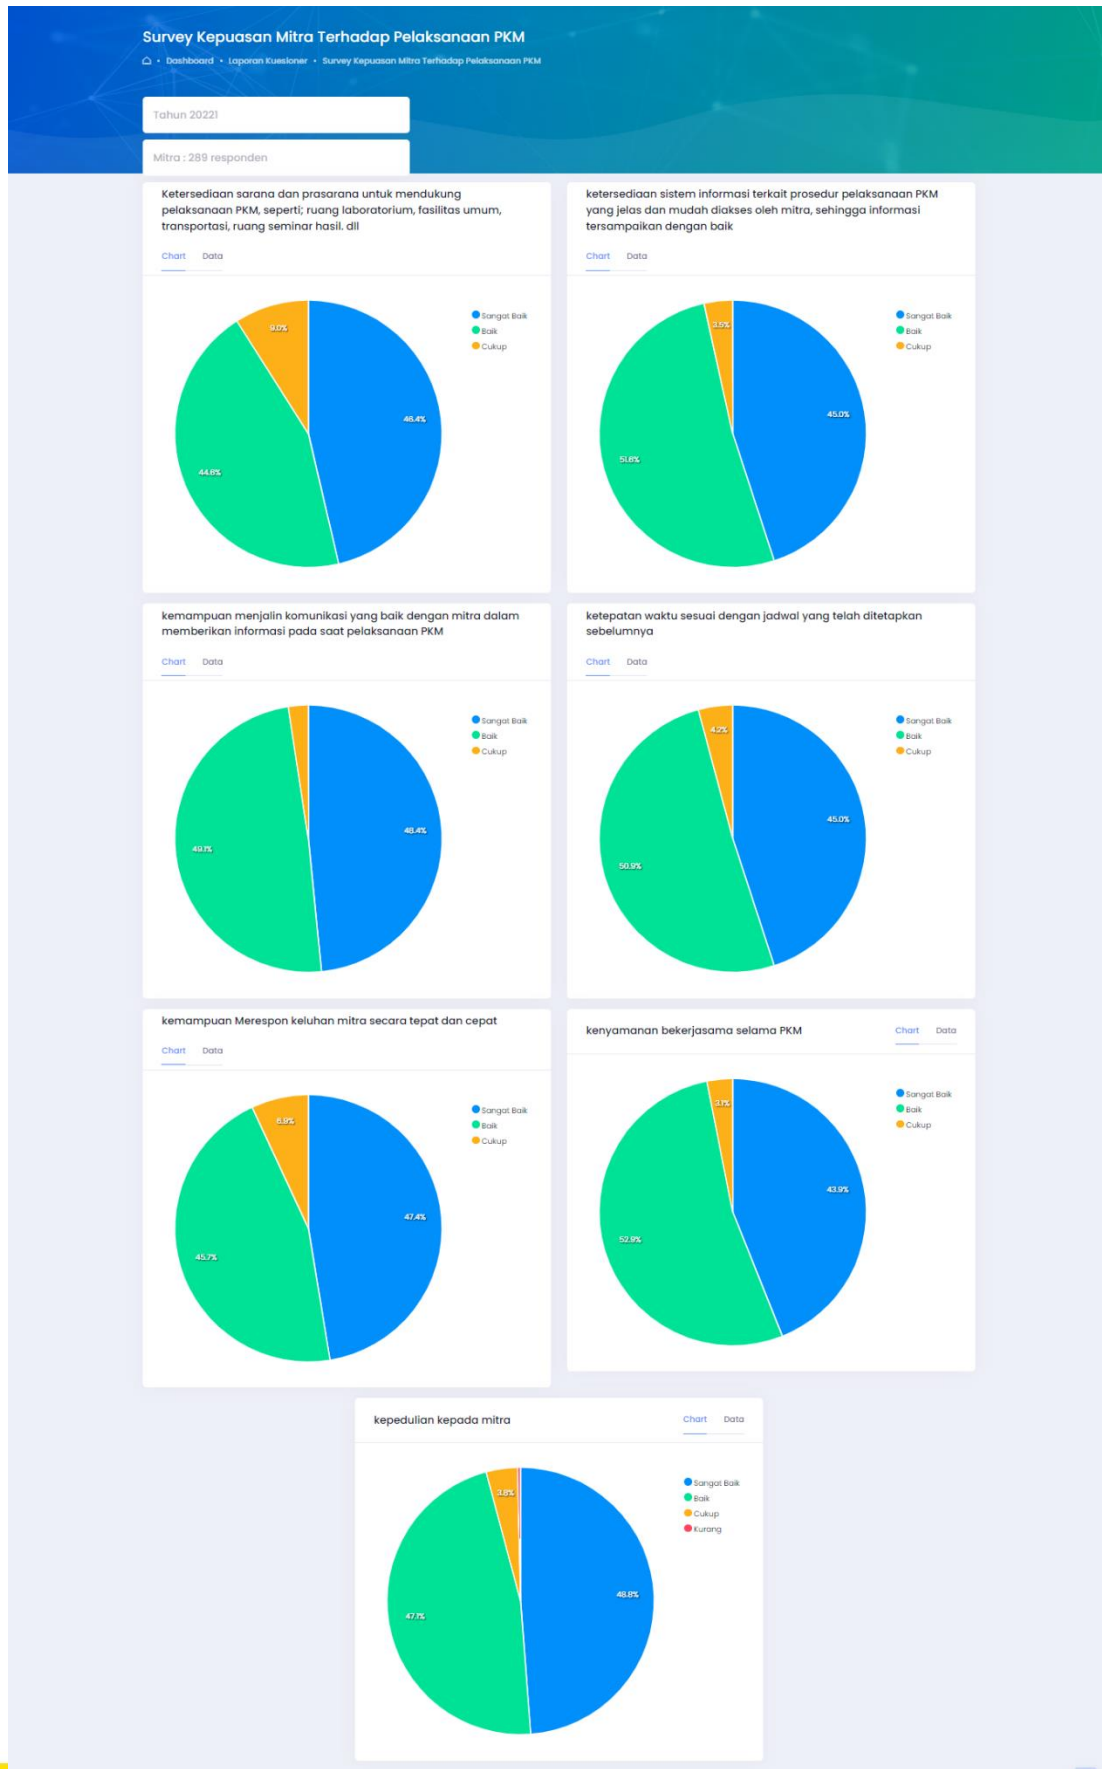 Survey Kepuasan Mitra Terhadap Pelaksanaan PKM
Dashboard • Laporan Kuesioner • Survey Kepuasan Mitra Terhadap Pelaksanaan PKM
Tahun 20221
Mitra : 289 responden
Ketersediaan sarana dan prasarana untuk mendukung
pelaksanaan PKM, seperti; ruang laboratorium, fasilitas umum,
transportasi, ruang seminar hasil. dll
Chart Data
Sangat Baik
Baik
Cukup
9.0%
46.4%
44.6%
ketersediaan sistem informasi terkait prosedur pelaksanaan PKM
yang jelas dan mudah diakses oleh mitra, sehingga informasi
tersampaikan dengan baik
Chart Data
Sangat Baik
Baik
Cukup
3.5%
45.0%
51.6%
kemampuan menjalin komunikasi yang baik dengan mitra dalam
memberikan informasi pada saat pelaksanaan PKM
Chart Data
Sangat Baik
Baik
Cukup
48.4%
49.1%
ketepatan waktu sesuai dengan jadwal yang telah ditetapkan
sebelumnya
Chart Data
Sangat Baik
Baik
Cukup
4.2%
45.0%
50.9%
kemampuan Merespon keluhan mitra secara tepat dan cepat
Chart Data
Sangat Baik
Baik
Cukup
6.9%
47.4%
45.7%
kenyamanan bekerjasama selama PKM
Chart Data
Sangat Baik
Baik
Cukup
3.1%
43.9%
52.9%
kepedulian kepada mitra
Chart Data
Sangat Baik
Baik
Cukup
Kurang
3.8%
48.8%
47.1%